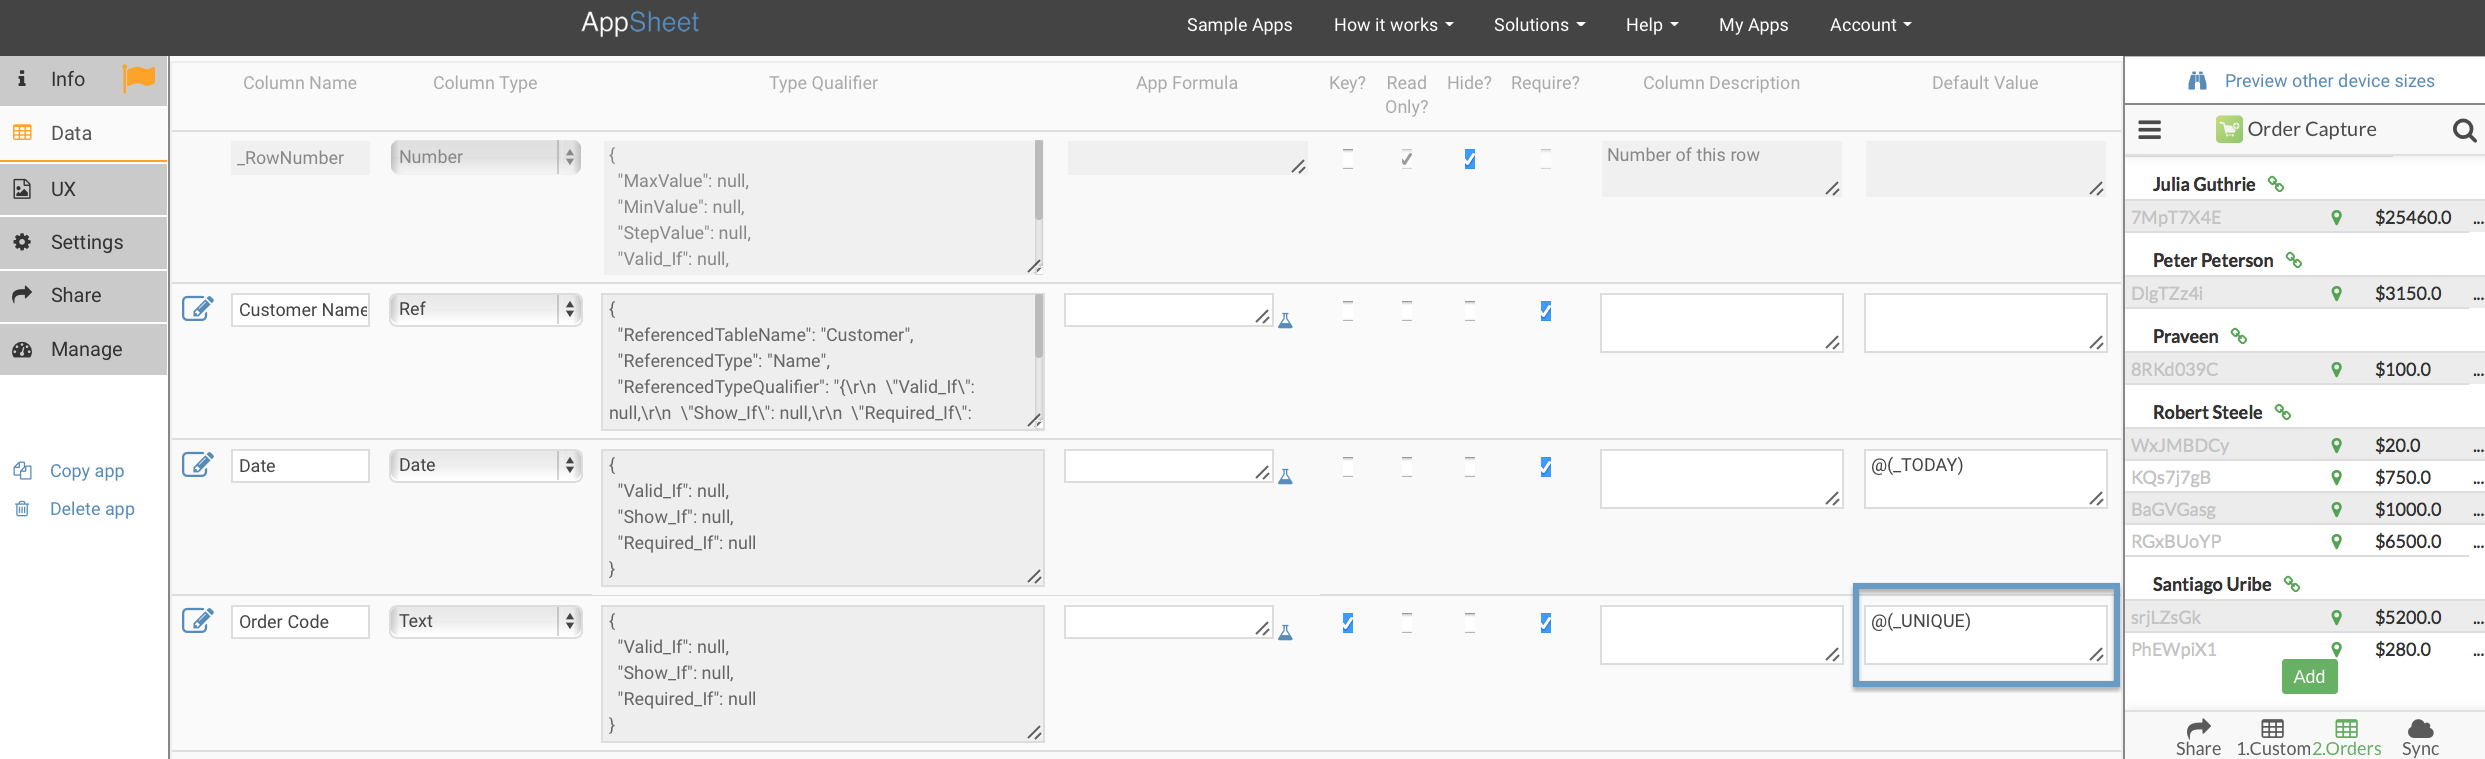 AppSheet
Sample Apps How it works Solutions Help My Apps Account
Info
Data
UX
Settings
Share
Manage
Copy app
Delete app
Column Name Column Type Type Qualifier App Formula Key? Read Only? Hide? Require? Column Description Default Value
_RowNumber Number
{
"MaxValue": null,
"MinValue": null,
"StepValue": null,
"Valid_If": null,
Number of this row
Customer Name Ref
{
"ReferencedTableName": "Customer",
"ReferencedType": "Name",
"ReferencedTypeQualifier": "{\r\n \"Valid_If\":
null,\r\n \"Show_If\": null,\r\n \"Required_If\":
Date Date
{
"Valid_If": null,
"Show_If": null,
"Required_If": null
}
@(_TODAY)
Order Code Text
{
"Valid_If": null,
"Show_If": null,
"Required_If": null
}
@(_UNIQUE)
Preview other device sizes
Order Capture
Julia Guthrie
7MpT7X4E $25460.0 ...
Peter Peterson
DlgTZz4i $3150.0 ...
Praveen
8RKd039C $100.0 ...
Robert Steele
WxJMBDCy $20.0 ...
KQs7j7gB $750.0 ...
BaGVGasg $1000.0 ...
RGxBUoYP $6500.0 ...
Santiago Uribe
srjLZsGk $5200.0 ...
PhEWpiX1 $280.0 ...
Add
Share 1.Custom 2.Orders Sync